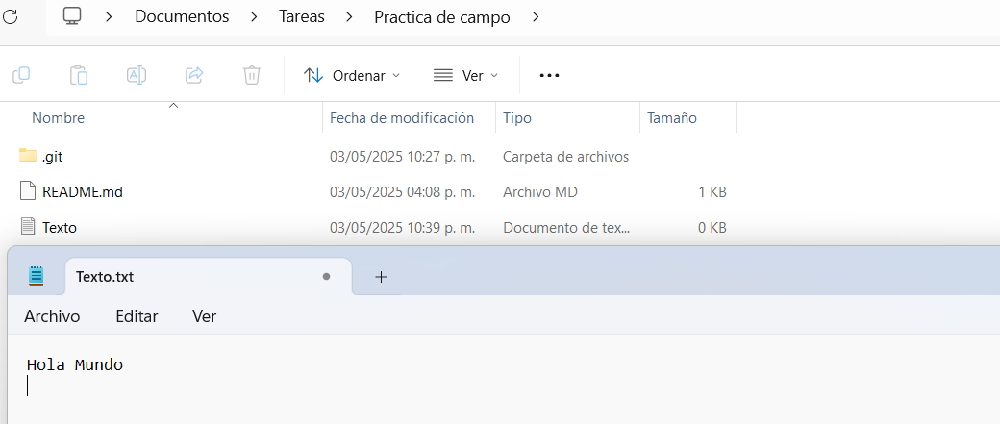 Documentos > Tareas > Practica de campo >
Ordenar Ver
Nombre Fecha de modificación Tipo Tamaño
.git 03/05/2025 10:27 p. m. Carpeta de archivos
README.md 03/05/2025 04:08 p. m. Archivo MD 1 KB
Texto 03/05/2025 10:39 p. m. Documento de tex... 0 KB
Texto.txt
Archivo Editar Ver
Hola Mundo